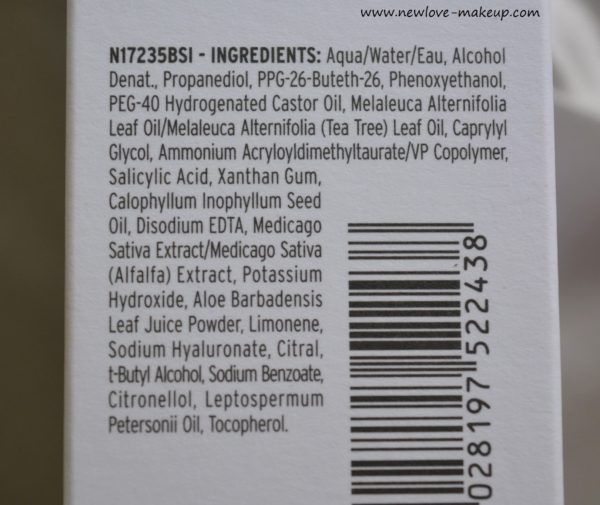 www.newlove-makeup.com
N17235BSI - INGREDIENTS: Aqua/Water/Eau, Alcohol
Denat., Propanediol, PPG-26-Buteth-26, Phenoxyethanol,
PEG-40 Hydrogenated Castor Oil, Melaleuca Alternifolia
Leaf Oil/Melaleuca Alternifolia (Tea Tree) Leaf Oil, Caprylyl
Glycol, Ammonium Acryloyldimethyltaurate/VP Copolymer,
Salicylic Acid, Xanthan Gum,
Calophyllum Inophyllum Seed
Oil, Disodium EDTA, Medicago
Sativa Extract/Medicago Sativa
(Alfalfa) Extract, Potassium
Hydroxide, Aloe Barbadensis
Leaf Juice Powder, Limonene,
Sodium Hyaluronate, Citral,
t-Butyl Alcohol, Sodium Benzoate,
Citronellol, Leptospermum
Petersonii Oil, Tocopherol.
028197 522438